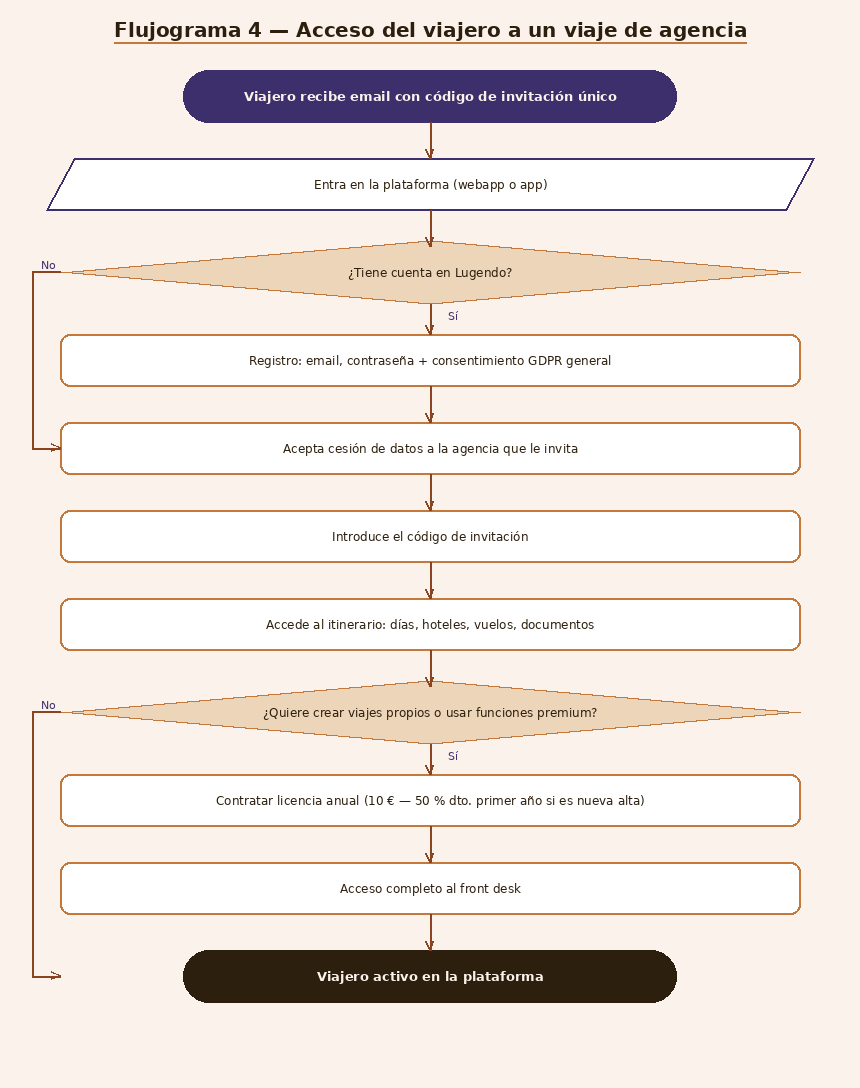 Flujograma 4 — Acceso del viajero a un viaje de agencia
Viajero recibe email con código de invitación único
Entra en la plataforma (webapp o app)
No
¿Tiene cuenta en Lugendo?
Sí
Registro: email, contraseña + consentimiento GDPR general
Acepta cesión de datos a la agencia que le invita
Introduce el código de invitación
Accede al itinerario: días, hoteles, vuelos, documentos
No
¿Quiere crear viajes propios o usar funciones premium?
Sí
Contratar licencia anual (10 € — 50 % dto. primer año si es nueva alta)
Acceso completo al front desk
Viajero activo en la plataforma